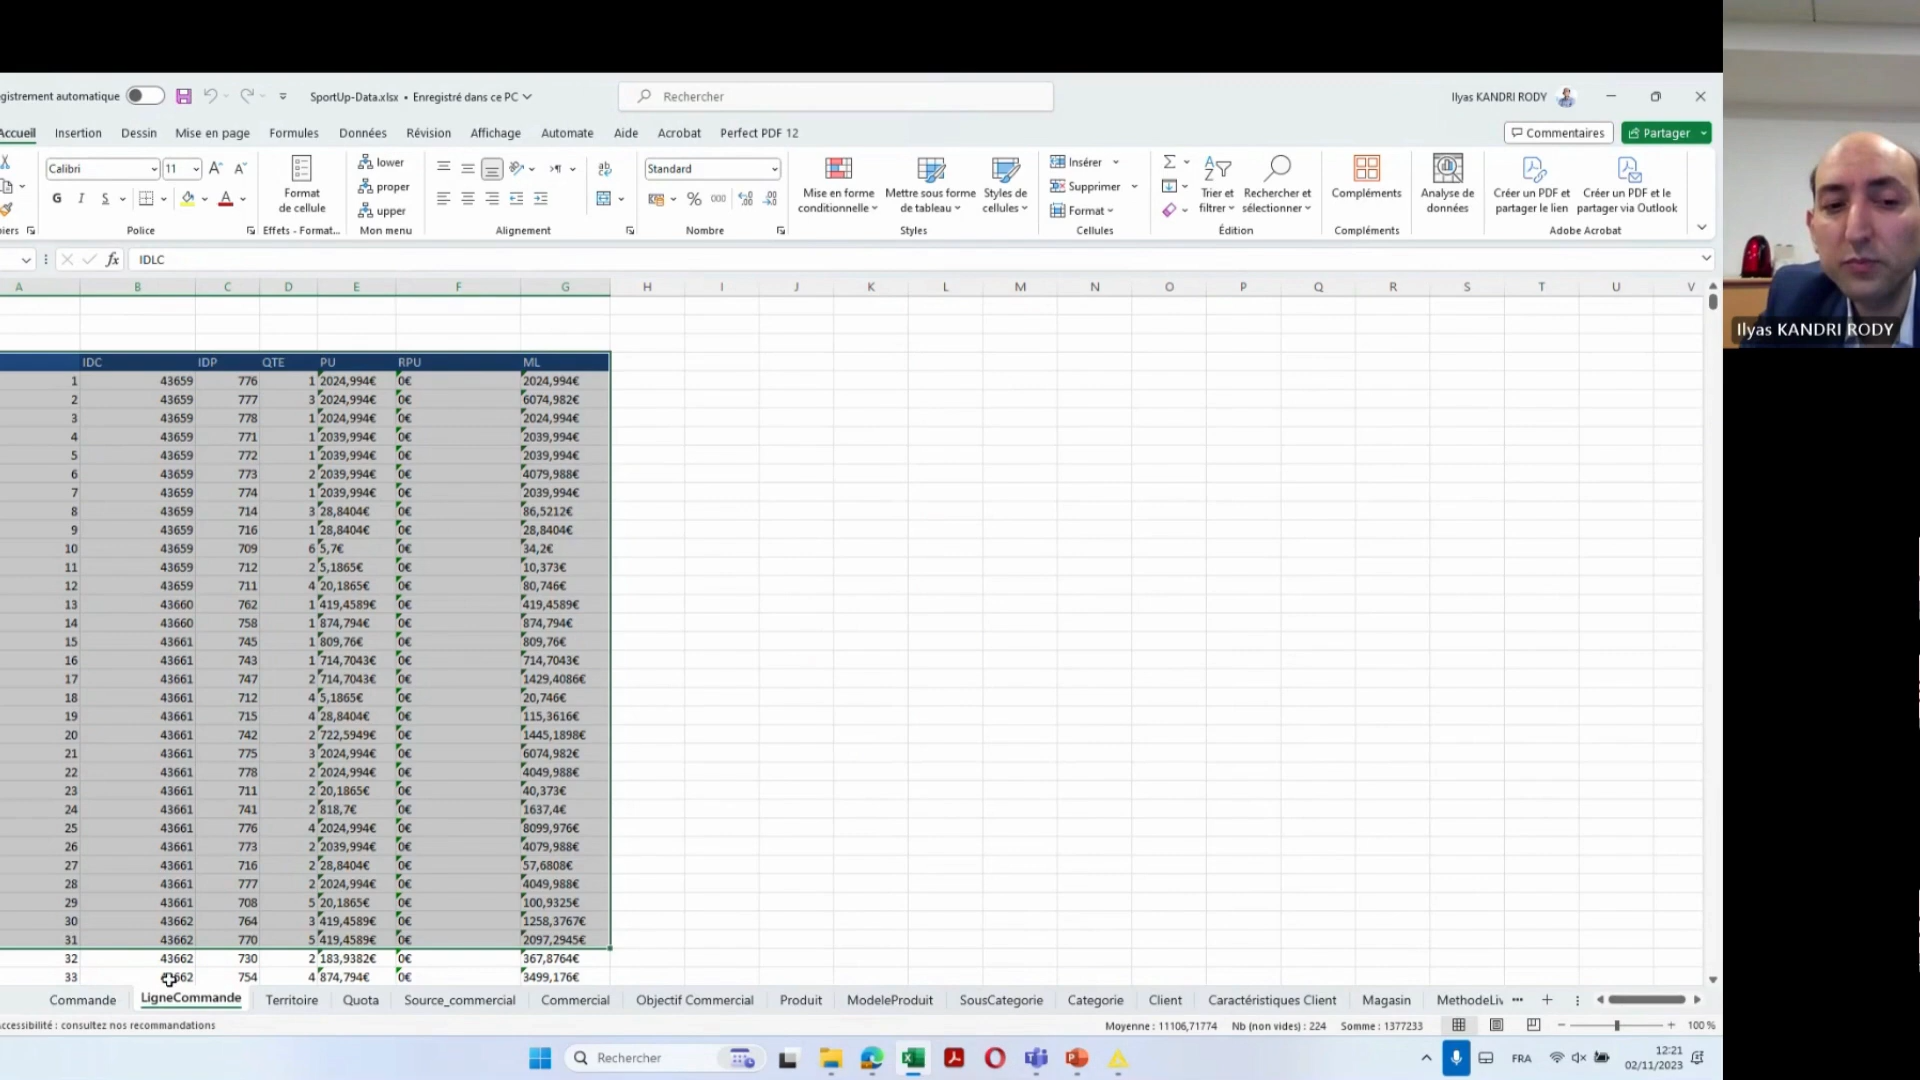 gistrement automatique SportUp-Data.xlsx • Enregistré dans ce PC Rechercher Ilyas KANDRI RODY
Accueil Insertion Dessin Mise en page Formules Données Révision Affichage Automate Aide Acrobat Perfect PDF 12 Commentaires Partager
Calibri 11 A A lower Standard Insérer
G I S A Format de cellule proper Mise en forme conditionnelle Mettre sous forme de tableau Styles de cellules Supprimer Trier et filtrer Rechercher et sélectionner Compléments Analyse de données Créer un PDF et partager le lien Créer un PDF et le partager via Outlook
upper % 000 Format
iers Police Effets - Format... Mon menu Alignement Nombre Styles Cellules Édition Compléments Adobe Acrobat
fx IDLC
A B C D E F G H I J K L M N O P Q R S T U V
IDC IDP QTE PU RPU ML
1 43659 776 1 2024,994€ 0€ 2024,994€
2 43659 777 3 2024,994€ 0€ 6074,982€
3 43659 778 1 2024,994€ 0€ 2024,994€
4 43659 771 1 2039,994€ 0€ 2039,994€
5 43659 772 1 2039,994€ 0€ 2039,994€
6 43659 773 2 2039,994€ 0€ 4079,988€
7 43659 774 1 2039,994€ 0€ 2039,994€
8 43659 714 3 28,8404€ 0€ 86,5212€
9 43659 716 1 28,8404€ 0€ 28,8404€
10 43659 709 6 5,7€ 0€ 34,2€
11 43659 712 2 5,1865€ 0€ 10,373€
12 43659 711 4 20,1865€ 0€ 80,746€
13 43660 762 1 419,4589€ 0€ 419,4589€
14 43660 758 1 874,794€ 0€ 874,794€
15 43661 745 1 809,76€ 0€ 809,76€
16 43661 743 1 714,7043€ 0€ 714,7043€
17 43661 747 2 714,7043€ 0€ 1429,4086€
18 43661 712 4 5,1865€ 0€ 20,746€
19 43661 715 4 28,8404€ 0€ 115,3616€
20 43661 742 2 722,5949€ 0€ 1445,1898€
21 43661 775 3 2024,994€ 0€ 6074,982€
22 43661 778 2 2024,994€ 0€ 4049,988€
23 43661 711 2 20,1865€ 0€ 40,373€
24 43661 741 2 818,7€ 0€ 1637,4€
25 43661 776 4 2024,994€ 0€ 8099,976€
26 43661 773 2 2039,994€ 0€ 4079,988€
27 43661 716 2 28,8404€ 0€ 57,6808€
28 43661 777 2 2024,994€ 0€ 4049,988€
29 43661 708 5 20,1865€ 0€ 100,9325€
30 43662 764 3 419,4589€ 0€ 1258,3767€
31 43662 770 5 419,4589€ 0€ 2097,2945€
32 43662 730 2 183,9382€ 0€ 367,8764€
33 754 4 874,794€ 0€ 3499,176€
Commande LigneCommande Territoire Quota Source_commercial Commercial Objectif Commercial Produit ModeleProduit SousCategorie Categorie Client Caractéristiques Client Magasin MethodeLiv ...
ccessibilité : consultez nos recommandations Moyenne : 11106,71774 Nb (non vides) : 224 Somme : 1377233 100 %
Rechercher FRA 12:21
02/11/2023
Ilyas KANDRI RODY